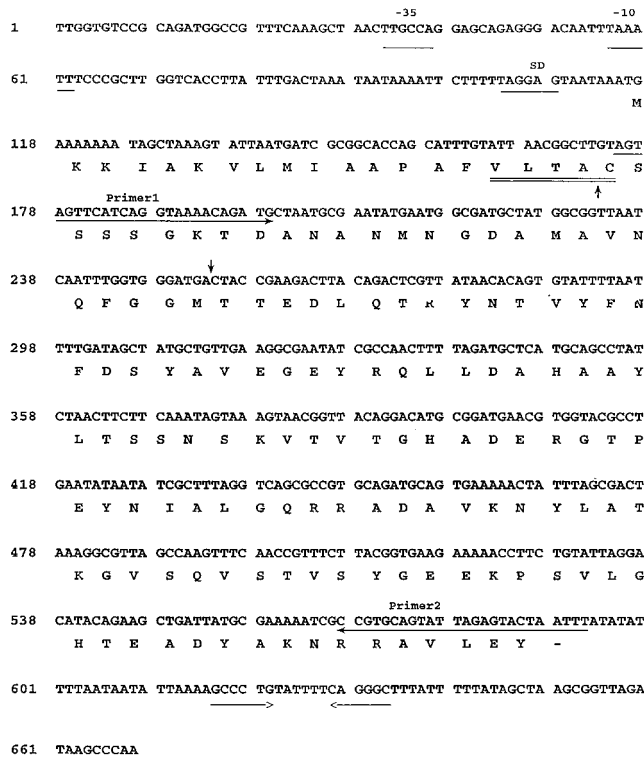 -35 -10
1 TTGGTGTCCG CAGATGGCCG TTTCAAAGCT AACTTGCCAG GAGCAGAGGG ACAATTTAAA
SD
61 TTTCCCGCTT GGTCACCTTA TTTGACTAAA TAATAAAATT CTTTTTAGGA GTAATAAATG
M
118 AAAAAAA TAGCTAAAGT ATTAATGATC GCGGCACCAG CATTTGTATT AACGGCTTGTAGT
K K I A K V L M I A A P A F V L T A C S
Primer1
178 AGTTCATCAG GTAAAACAGA TGCTAATGCG AATATGAATG GCGATGCTAT GGCGGTTAAT
S S S G K T D A N A N M N G D A M A V N
238 CAATTTGGTG GGATGACTACC GAAGACTTA CAGACTCGTT ATAACACAGT GTATTTTAAT
Q F G G M T T E D L Q T Y N T V Y F N
298 TTTGATAGCT ATGCTGTTGA AGGCGAATAT CGCCAACTTT TAGATGCTCA TGCAGCCTAT
F D S Y A V E G E Y R Q L L D A H A A Y
358 CTAACTTCTT CAAATAGTAA AGTAACGGTT ACAGGACATG CGGATGAACG TGGTACGCCT
L T S S N S K V T V T G H A D E R G T P
418 GAATATAATA TCGCTTTAGG TCAGCGCCGT GCAGATGCAG TGAAAAACTA TTTAGCGACT
E Y N I A L G Q R R A D A V K N Y L A T
478 AAAGGCGTTA GCCAAGTTTC AACCGTTTCT TACGGTGAAG AAAAACCTTC TGTATTAGGA
K G V S Q V S T V S Y G E E K P S V L G
Primer2
538 CATACAGAAG CTGATTATGC GAAAAATCGC CGTGCAGTAT TAGAGTACTA ATTTATATAT
H T E A D Y A K N R R A V L E Y -
601 TTTAATAATA TTAAAAGCCC TGTATTTTCA GGGCTTTATT TTTATAGCTA AGCGGTTAGA
661 TAAGCCCAA